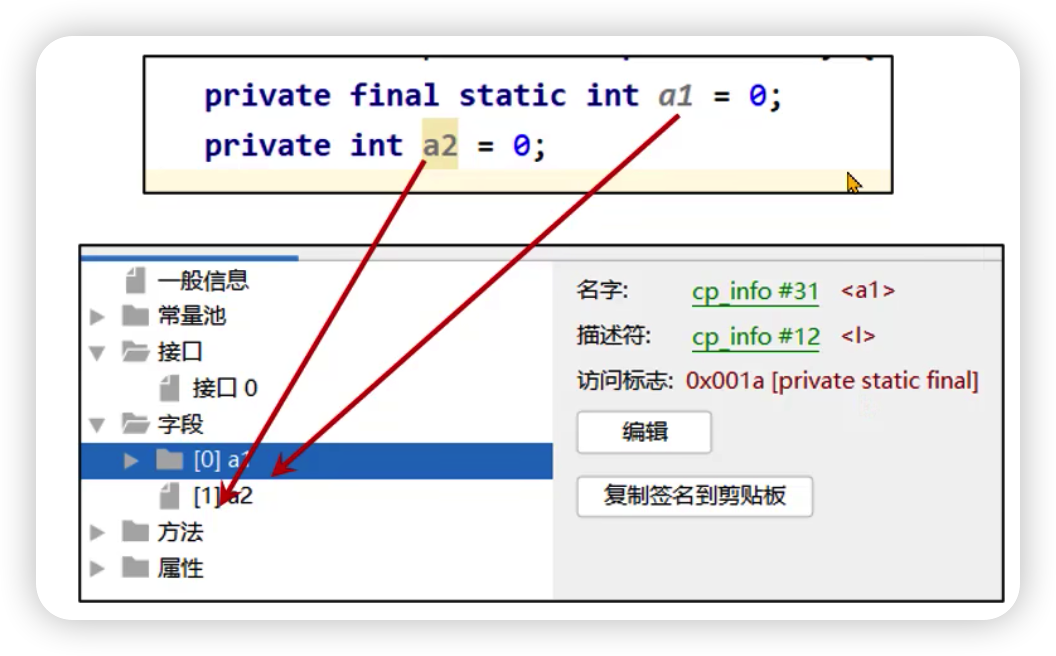 private final static int a1 = 0;
private int a2 = 0;
一般信息
常量池
接口
接口 0
字段
[0] a1
[1] a2
方法
属性
名字: cp_info #31 <a1>
描述符: cp_info #12 <I>
访问标志: 0x001a [private static final]
编辑
复制签名到剪贴板